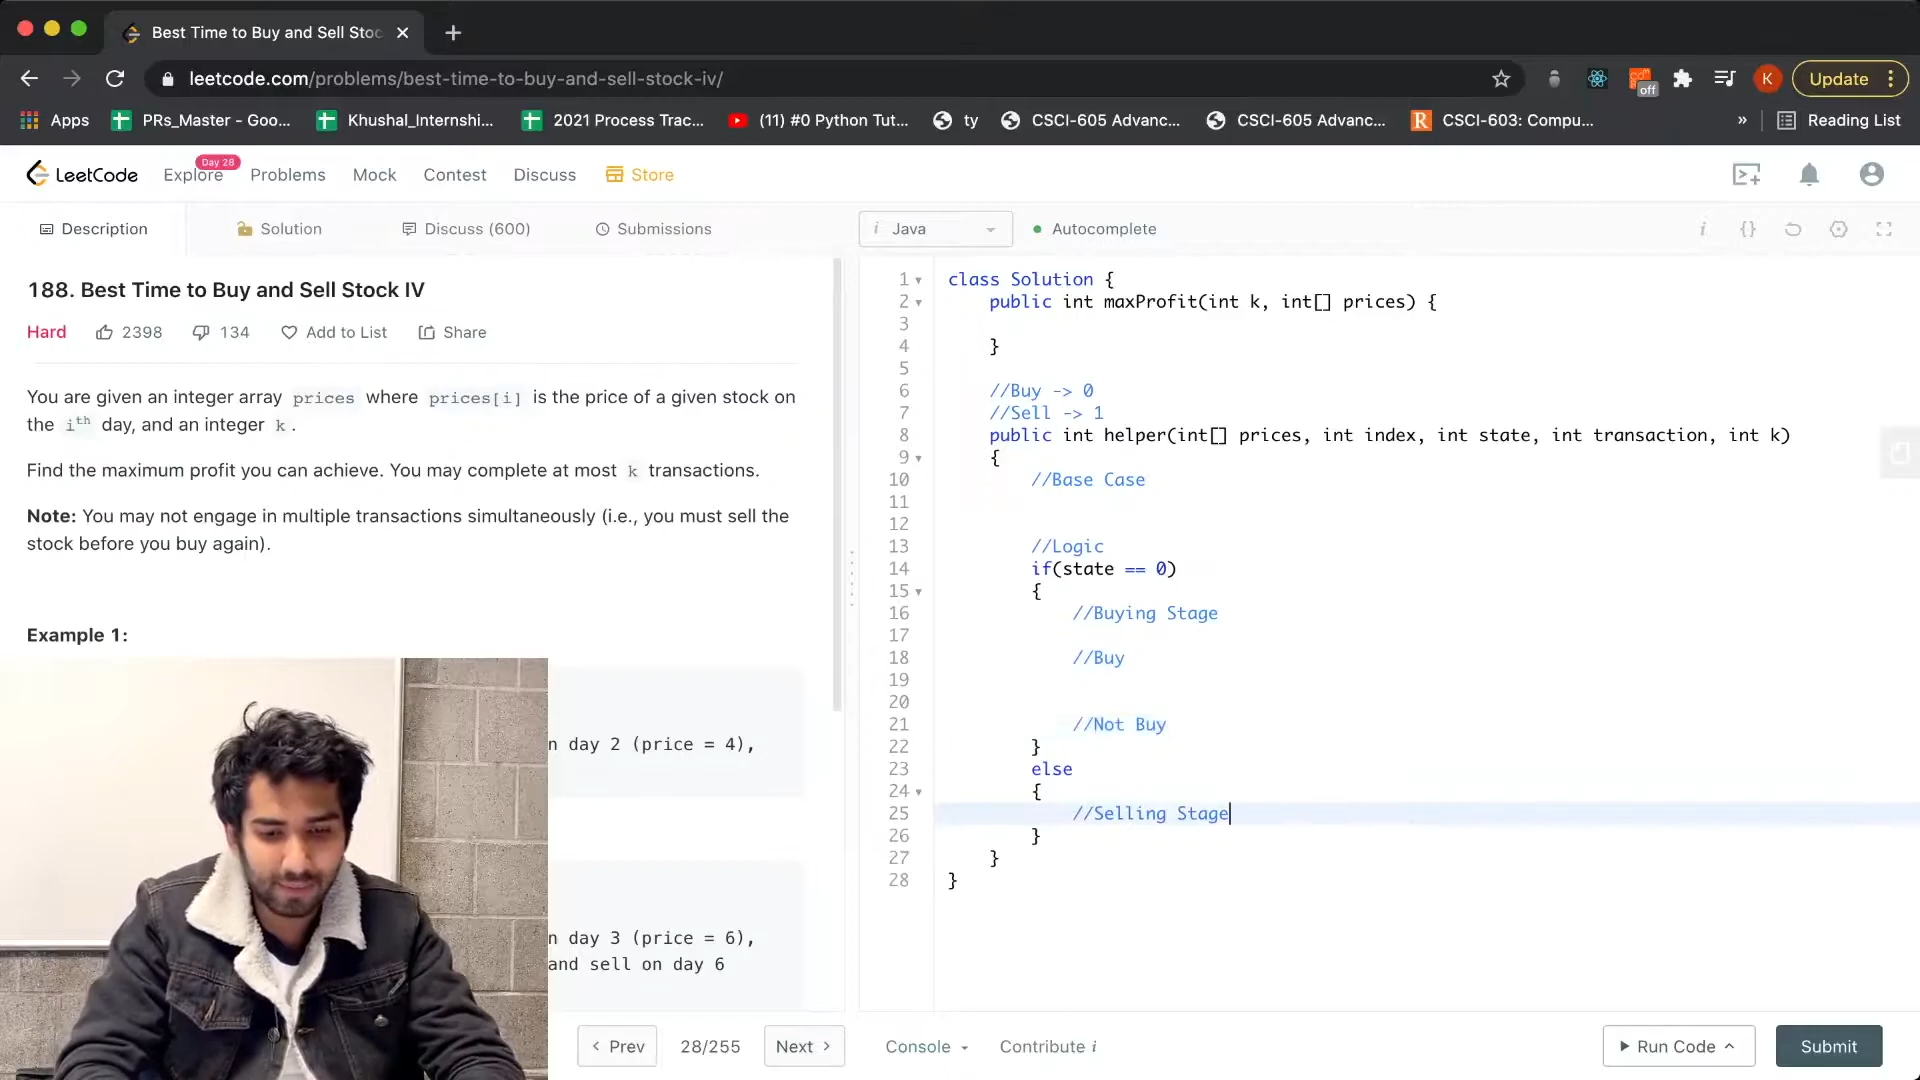 Best Time to Buy and Sell Stoc
leetcode.com/problems/best-time-to-buy-and-sell-stock-iv/
off
K
Update
Apps
PRs_Master - Goo...
Khushal_Internshi...
2021 Process Trac...
(11) #0 Python Tut...
ty
CSCI-605 Advanc...
CSCI-605 Advanc...
R
CSCI-603: Compu...
»
Reading List
LeetCode
Explore
Day 28
Problems
Mock
Contest
Discuss
Store
Description
Solution
Discuss (600)
Submissions
i Java
Autocomplete
i
{}
188. Best Time to Buy and Sell Stock IV
Hard
2398
134
Add to List
Share
You are given an integer array prices where prices[i] is the price of a given stock on
the ith day, and an integer k.
Find the maximum profit you can achieve. You may complete at most k transactions.
Note: You may not engage in multiple transactions simultaneously (i.e., you must sell the
stock before you buy again).
Example 1:
n day 2 (price = 4),
n day 3 (price = 6),
and sell on day 6
1 class Solution {
2 public int maxProfit(int k, int[] prices) {
3
4 }
5
6 //Buy -> 0
7 //Sell -> 1
8 public int helper(int[] prices, int index, int state, int transaction, int k)
9 {
10 //Base Case
11
12
13 //Logic
14 if(state == 0)
15 {
16 //Buying Stage
17
18 //Buy
19
20
21 //Not Buy
22 }
23 else
24 {
25 //Selling Stage
26 }
27 }
28 }
< Prev
28/255
Next >
Console
Contribute i
Run Code
Submit